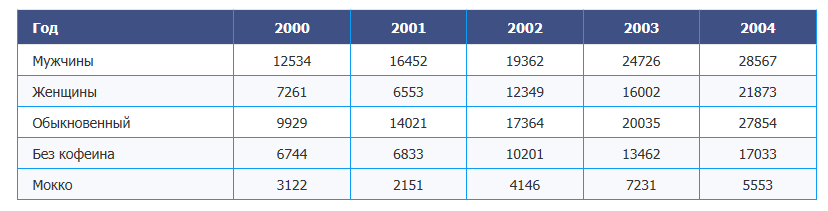 Год 2000 2001 2002 2003 2004
Мужчины 12534 16452 19362 24726 28567
Женщины 7261 6553 12349 16002 21873
Обыкновенный 9929 14021 17364 20035 27854
Без кофеина 6744 6833 10201 13462 17033
Мокко 3122 2151 4146 7231 5553